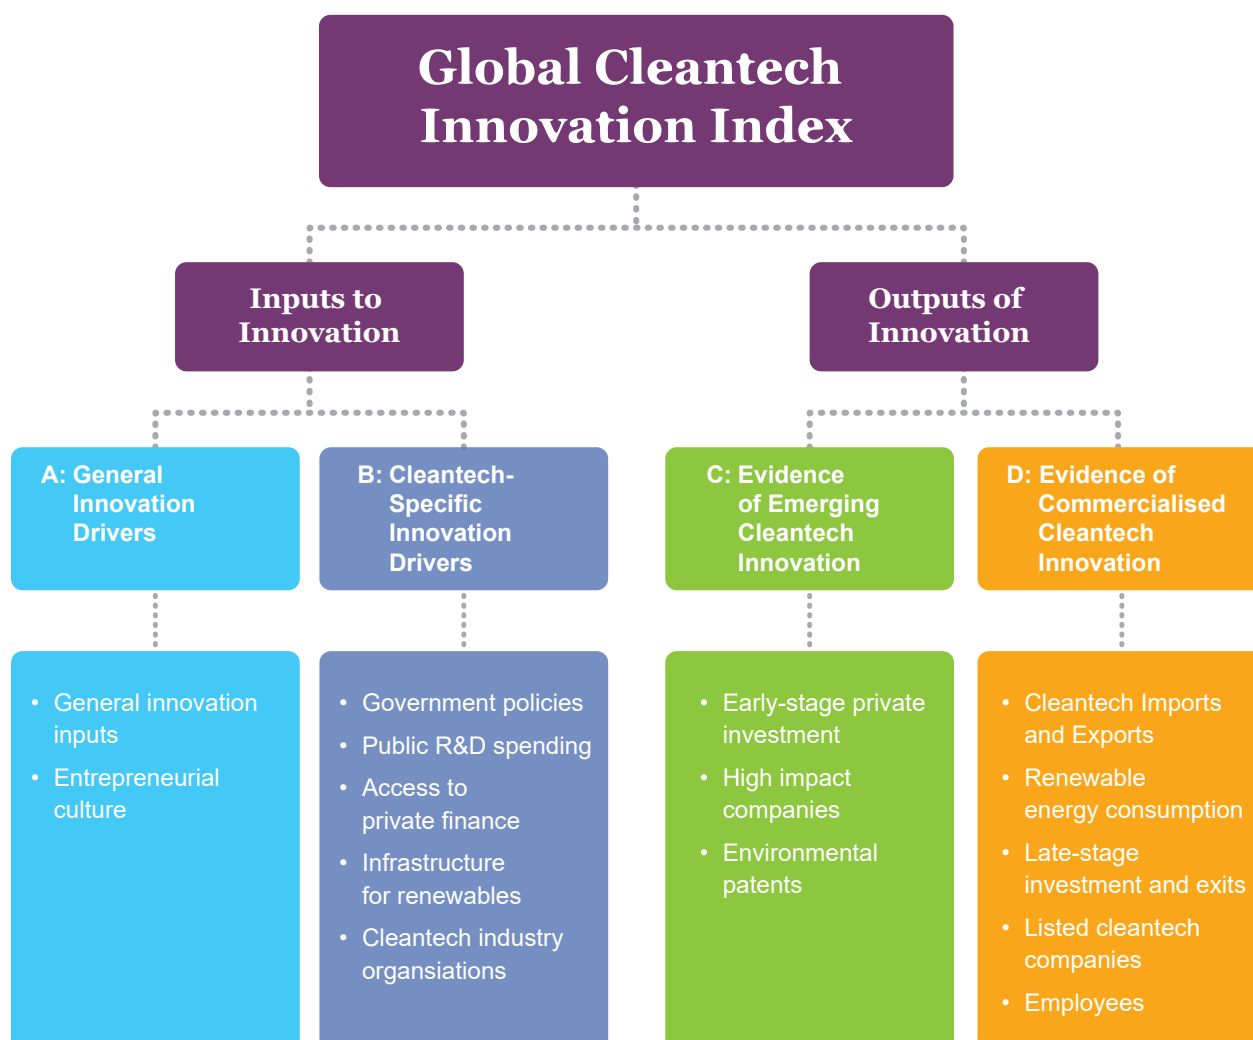 Global Cleantech
Innovation Index
Inputs to
Innovation
Outputs of
Innovation
A: General
Innovation
Drivers
B: Cleantech-
Specific
Innovation
Drivers
C: Evidence
of Emerging
Cleantech
Innovation
D: Evidence of
Commercialised
Cleantech
Innovation
• General innovation
inputs
• Entrepreneurial
culture
• Government policies
• Public R&D spending
• Access to
private finance
• Infrastructure
for renewables
• Cleantech industry
organsiations
• Early-stage private
investment
• High impact
companies
• Environmental
patents
• Cleantech Imports
and Exports
• Renewable
energy consumption
• Late-stage
investment and exits
• Listed cleantech
companies
• Employees